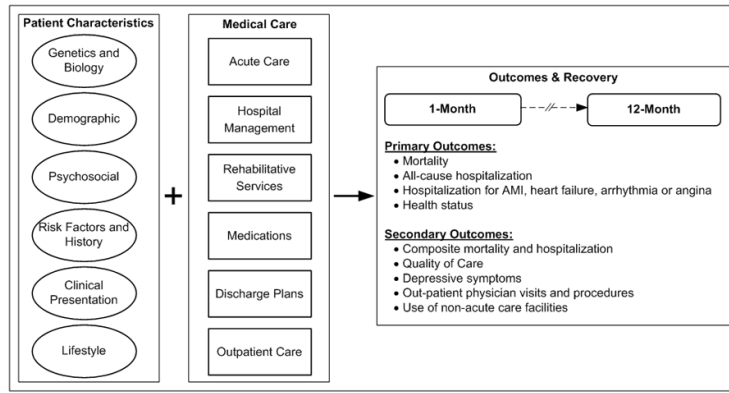 Patient Characteristics
Genetics and
Biology
Demographic
Psychosocial
Risk Factors and
History
Clinical
Presentation
Lifestyle
+
Medical Care
Acute Care
Hospital
Management
Rehabilitative
Services
Medications
Discharge Plans
Outpatient Care
Outcomes & Recovery
1-Month
12-Month
Primary Outcomes:
• Mortality
• All-cause hospitalization
• Hospitalization for AMI, heart failure, arrhythmia or angina
• Health status
Secondary Outcomes:
• Composite mortality and hospitalization
• Quality of Care
• Depressive symptoms
• Out-patient physician visits and procedures
• Use of non-acute care facilities